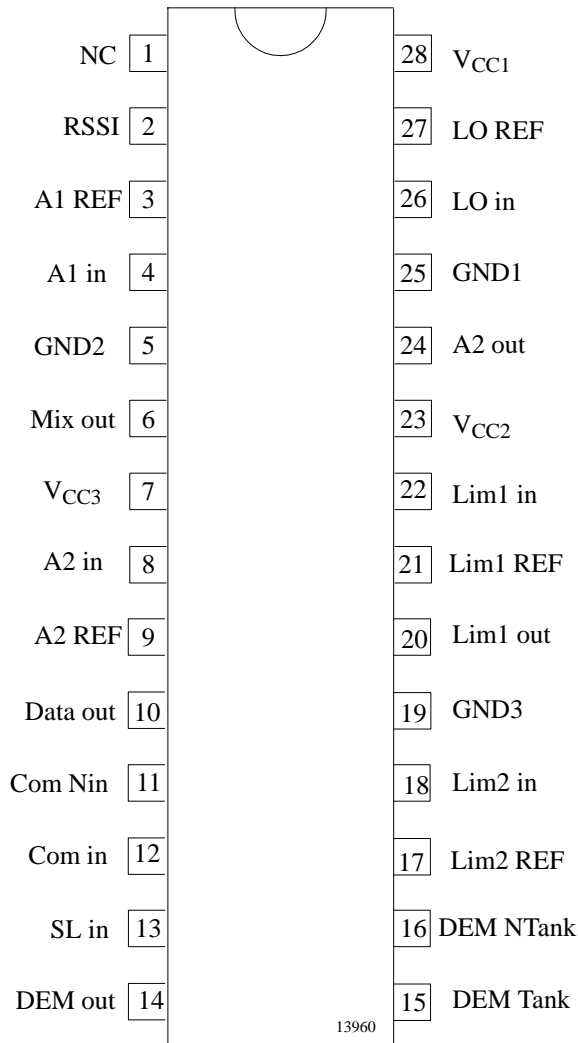 NC 1 28 VCC1
RSSI 2 27 LO REF
A1 REF 3 26 LO in
A1 in 4 25 GND1
GND2 5 24 A2 out
Mix out 6 23 VCC2
VCC3 7 22 Lim1 in
A2 in 8 21 Lim1 REF
A2 REF 9 20 Lim1 out
Data out 10 19 GND3
Com Nin 11 18 Lim2 in
Com in 12 17 Lim2 REF
SL in 13 16 DEM NTank
DEM out 14 15 DEM Tank
13960